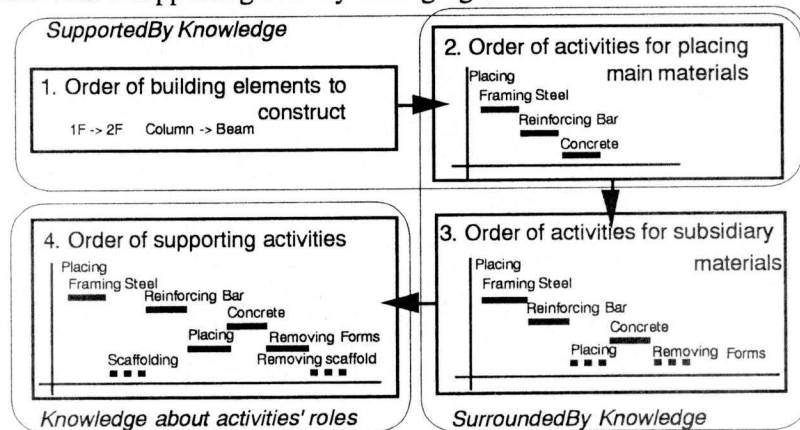 SupportedBy Knowledge
1. Order of building elements to
construct
1F -> 2F Column -> Beam
2. Order of activities for placing
main materials
Placing
Framing Steel
Reinforcing Bar
Concrete
3. Order of activities for subsidiary
materials
Placing
Framing Steel
Reinforcing Bar
Concrete
Placing Removing Forms
SurroundedBy Knowledge
4. Order of supporting activities
Placing
Framing Steel
Reinforcing Bar
Concrete
Placing Removing Forms
Scaffolding Removing scaffold
Knowledge about activities' roles